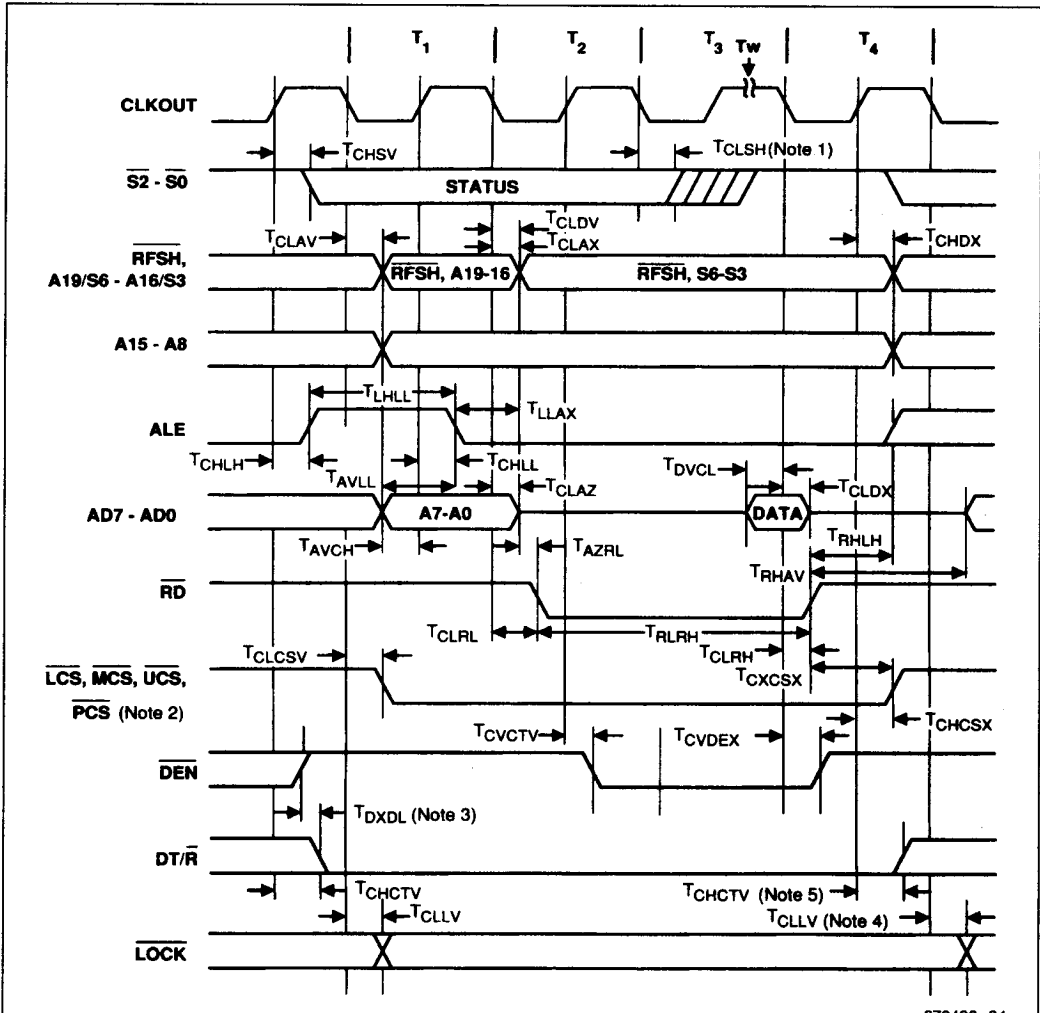 T1 T2 T3 Tw T4
CLKOUT
TCHSV
TCLSH (Note 1)
S2 - S0
STATUS
TCLDV
TCLAV
TCLAX
TCHDX
RFSH,
A19/S6 - A16/S3
RFSH, A19-16
RFSH, S6-S3
A15 - A8
TLHLL
TLLAX
ALE
TCHLH
TCHLL
TDVCL
TAVLL
TCLAZ
TCLDX
AD7 - AD0
A7-A0
DATA
TRHLH
TAVCH
TAZRL
TRHAV
RD
TCLRL
TRLRH
TCLCSV
TCLRH
LCS, MCS, UCS,
PCS (Note 2)
TCXCSX
TCHCSX
TCVCTV
TCVDEX
DEN
TDXDL (Note 3)
DT/R
TCHCTV
TCHCTV (Note 5)
TCLLV
TCLLV (Note 4)
LOCK